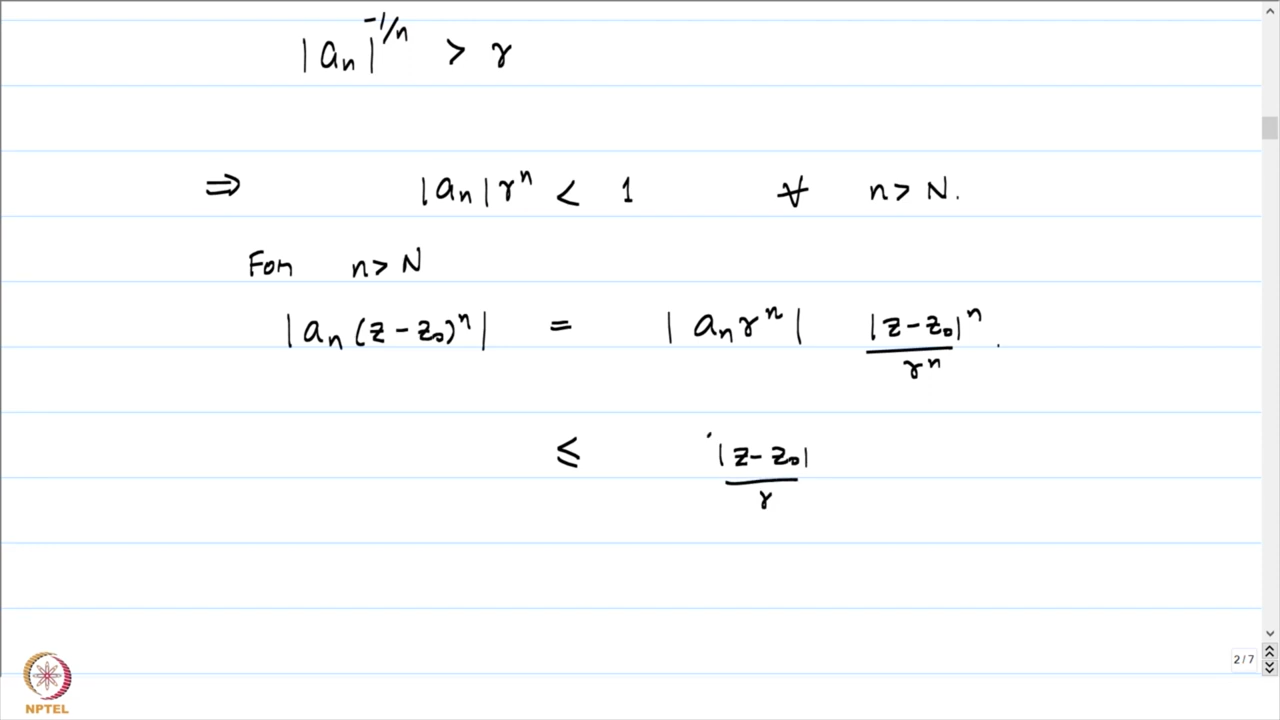 |aₙ|^{-1/n} > r
⇒ |aₙ| rⁿ < 1 ∀ n > N.
For n > N
|aₙ (z - z₀)ⁿ| = |aₙ rⁿ| |z - z₀|ⁿ / rⁿ .
≤ |z - z₀| / r
2 / 7
NPTEL